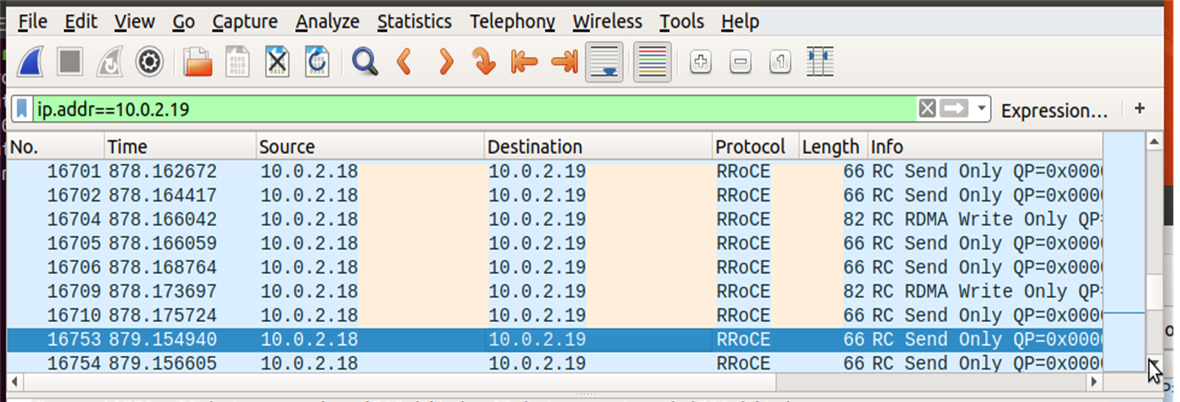 File Edit View Go Capture Analyze Statistics Telephony Wireless Tools Help
ip.addr==10.0.2.19 Expression... +
No. Time Source Destination Protocol Length Info
16701 878.162672 10.0.2.18 10.0.2.19 RRoCE 66 RC Send Only QP=0x000
16702 878.164417 10.0.2.18 10.0.2.19 RRoCE 66 RC Send Only QP=0x000
16704 878.166042 10.0.2.18 10.0.2.19 RRoCE 82 RC RDMA Write Only QP
16705 878.166059 10.0.2.18 10.0.2.19 RRoCE 66 RC Send Only QP=0x000
16706 878.168764 10.0.2.18 10.0.2.19 RRoCE 66 RC Send Only QP=0x000
16709 878.173697 10.0.2.18 10.0.2.19 RRoCE 82 RC RDMA Write Only QP
16710 878.175724 10.0.2.18 10.0.2.19 RRoCE 66 RC Send Only QP=0x000
16753 879.154940 10.0.2.18 10.0.2.19 RRoCE 66 RC Send Only QP=0x000
16754 879.156605 10.0.2.18 10.0.2.19 RRoCE 66 RC Send Only QP=0x000